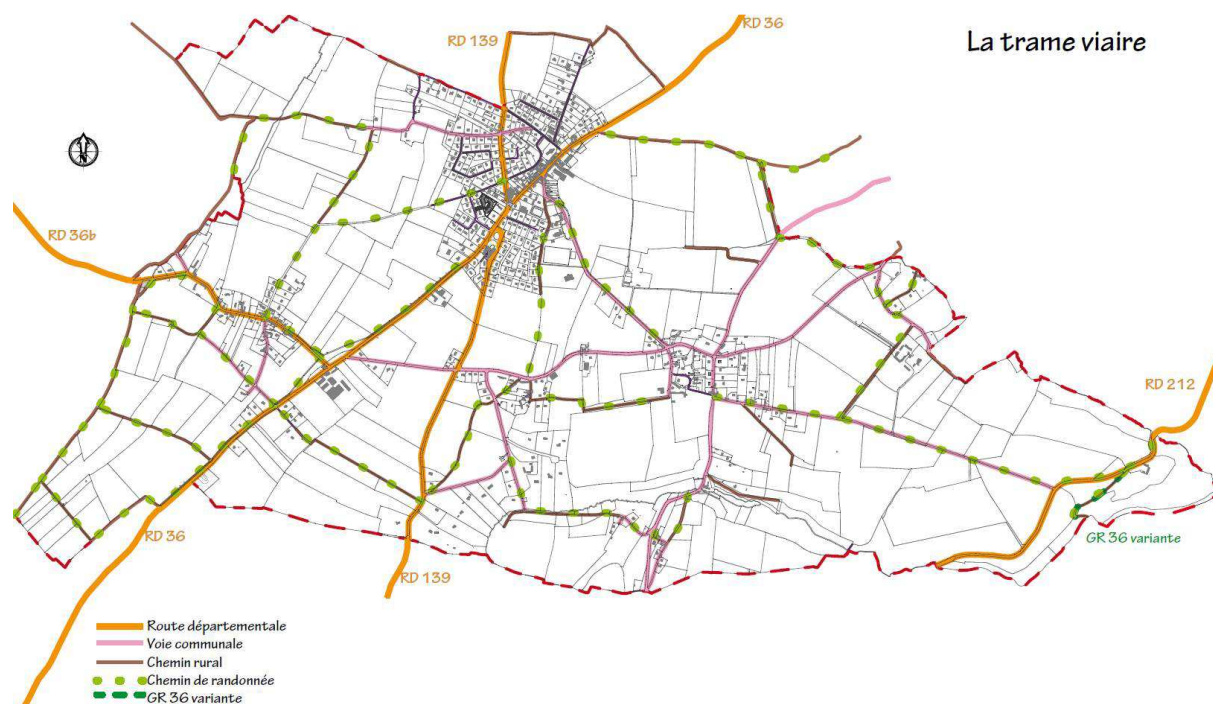 La trame viaire
RD 36
RD 139
RD 36b
RD 212
GR 36 variante
RD 36
RD 139
Route départementale
Voie communale
Chemin rural
Chemin de randonnée
GR 36 variante
N